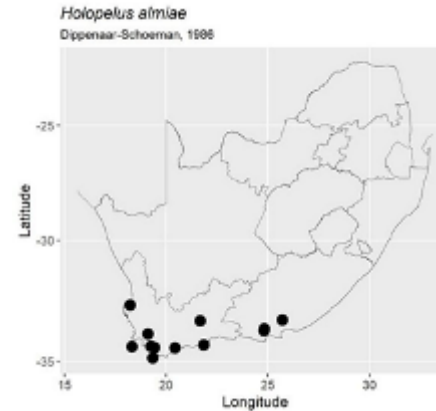 Holopelus almiae
Dippenaar-Schoeman, 1986
-25
-30
-35
Latitude
15 20 25 30
Longitude